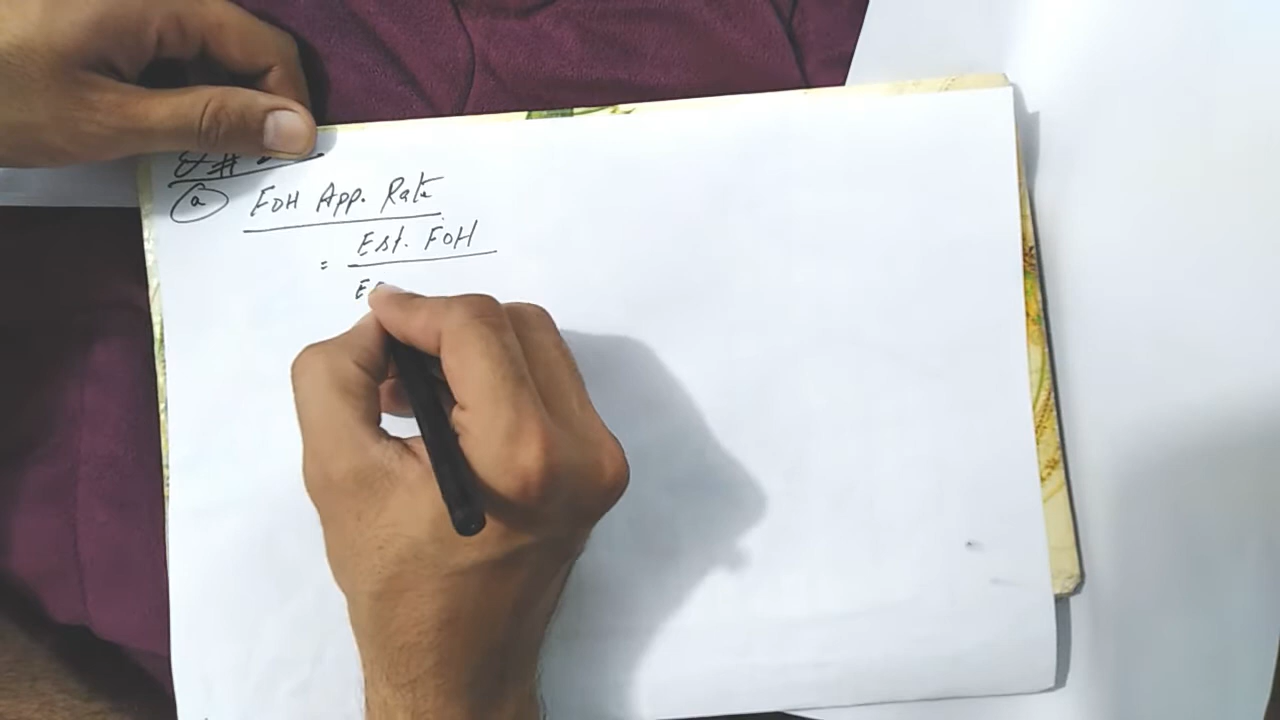 Q#
(a) FOH App. Rate
= Est. FOH